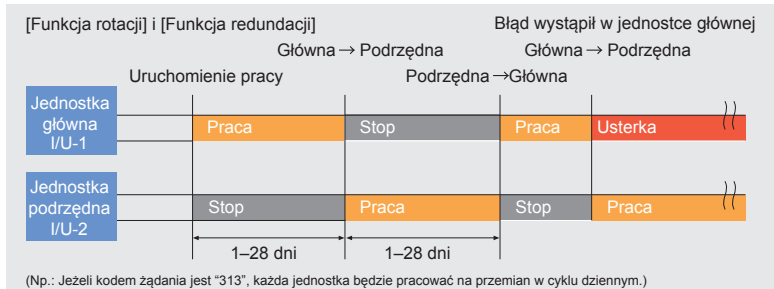 [Funkcja rotacji] i [Funkcja redundacji]
Błąd wystąpił w jednostce głównej
Główna → Podrzędna
Główna → Podrzędna
Uruchomienie pracy
Podrzędna →Główna
Jednostka
główna
I/U-1
Praca
Stop
Praca
Usterka
Jednostka
podrzędna
I/U-2
Stop
Praca
Stop
Praca
1–28 dni
1–28 dni
(Np.: Jeżeli kodem żądania jest “313”, każda jednostka będzie pracować na przemian w cyklu dziennym.)